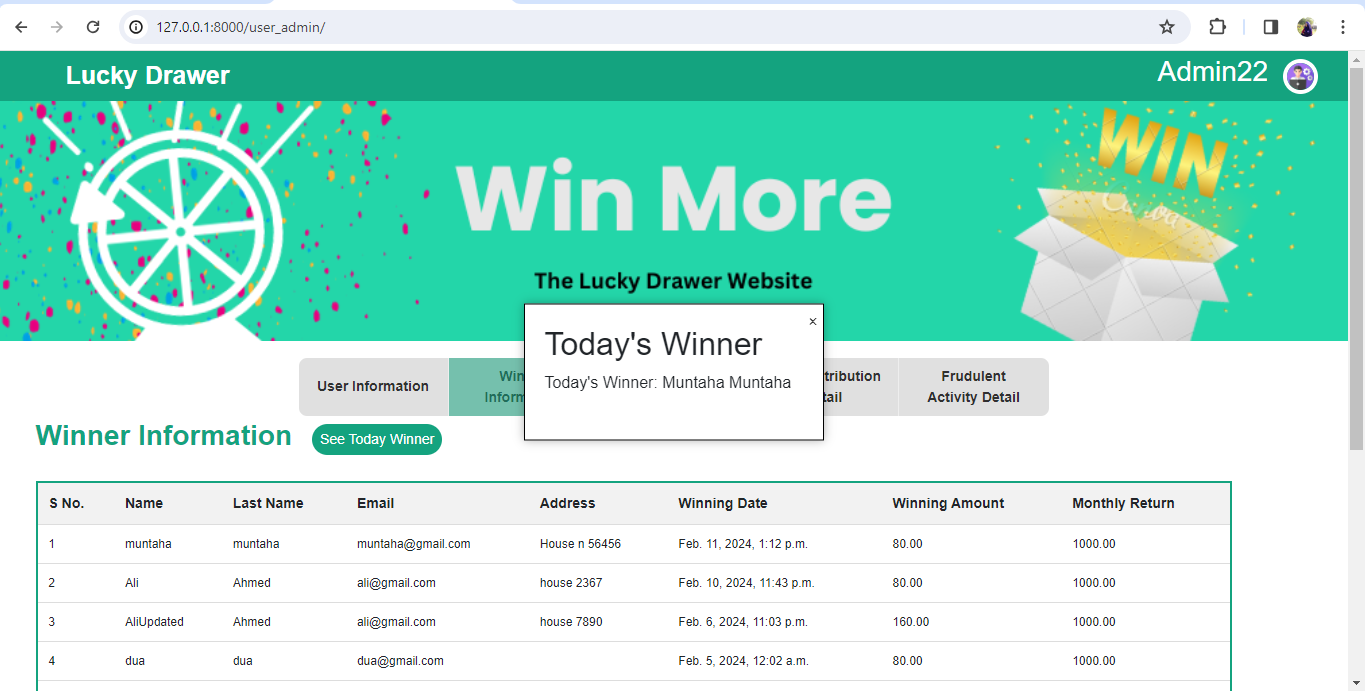 127.0.0.1:8000/user_admin/
Lucky Drawer
Admin22
Win More
WIN
Canva
The Lucky Drawer Website
×
Today's Winner
Today's Winner: Muntaha Muntaha
User Information
Win
Inform
tribution
tail
Frudulent
Activity Detail
Winner Information
See Today Winner
S No. Name Last Name Email Address Winning Date Winning Amount Monthly Return
1 muntaha muntaha muntaha@gmail.com House n 56456 Feb. 11, 2024, 1:12 p.m. 80.00 1000.00
2 Ali Ahmed ali@gmail.com house 2367 Feb. 10, 2024, 11:43 p.m. 80.00 1000.00
3 AliUpdated Ahmed ali@gmail.com house 7890 Feb. 6, 2024, 11:03 p.m. 160.00 1000.00
4 dua dua dua@gmail.com Feb. 5, 2024, 12:02 a.m. 80.00 1000.00